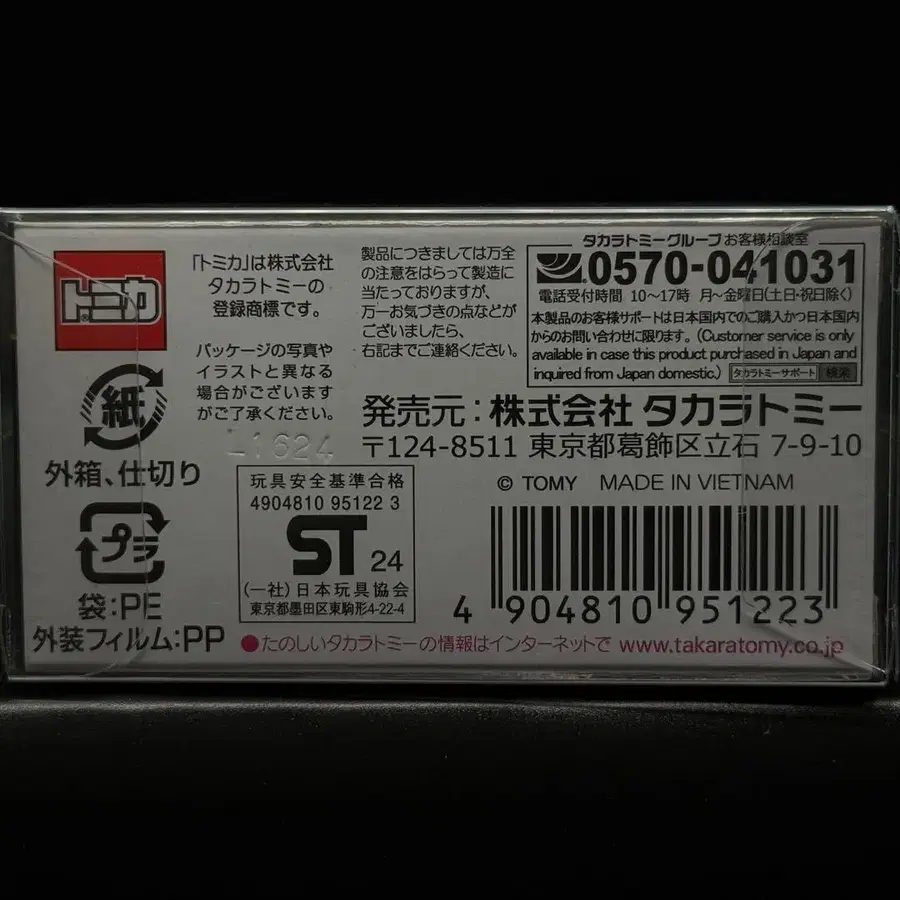 トミカ®
「トミカ」は株式会社
タカラトミーの
登録商標です。
パッケージの写真や
イラストと異なる
場合がございます
がご了承ください。
製品につきましては万全
の注意をはらって製造に
当たっておりますが、
万一お気づきの点などが
ございましたら、
右記までご連絡ください。
タカラトミーグループ お客様相談室
0570-041031
電話受付時間 10～17時 月～金曜日(土日・祝日除く)
本製品のお客様サポートは日本国内でのご購入かつ日本国内
からのお問い合わせに限ります。(Customer service is only
available in case this product purchased in Japan and
inquired from Japan domestic.) タカラトミーサポート 検索
発売元：株式会社 タカラトミー
〒124-8511 東京都葛飾区立石 7-9-10
© TOMY MADE IN VIETNAM
紙
外箱、仕切り
プラ
袋：PE
外装フィルム：PP
1624
玩具安全基準合格
4904810 95122 3
ST 24
(一社)日本玩具協会
東京都墨田区東駒形4-22-4
4 904810 951223
●たのしいタカラトミーの情報はインターネットで www.takaratomy.co.jp